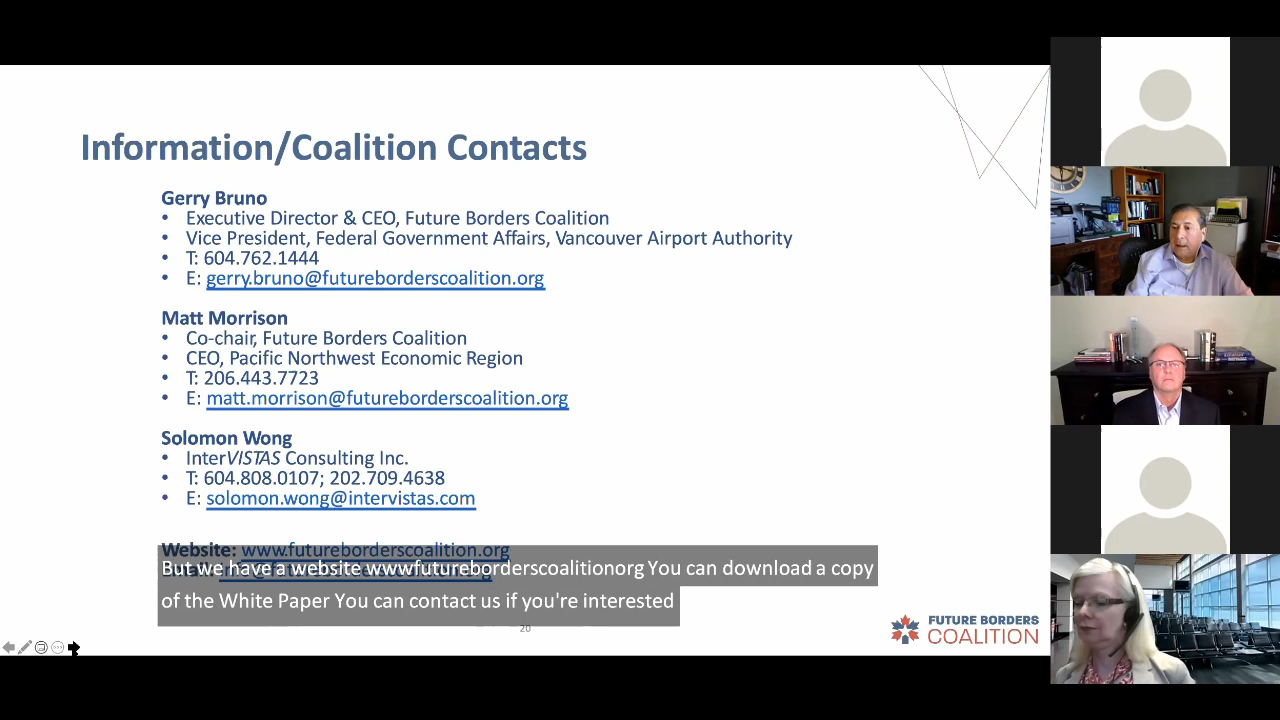 Information/Coalition Contacts
Gerry Bruno
• Executive Director & CEO, Future Borders Coalition
• Vice President, Federal Government Affairs, Vancouver Airport Authority
• T: 604.762.1444
• E: gerry.bruno@futureborderscoalition.org
Matt Morrison
• Co-chair, Future Borders Coalition
• CEO, Pacific Northwest Economic Region
• T: 206.443.7723
• E: matt.morrison@futureborderscoalition.org
Solomon Wong
• InterVISTAS Consulting Inc.
• T: 604.808.0107; 202.709.4638
• E: solomon.wong@intervistas.com
Website: www.futureborderscoalition.org
But we have a website wwwfutureborderscoalitionorg You can download a copy
of the White Paper You can contact us if you're interested
20
FUTURE BORDERS
COALITION